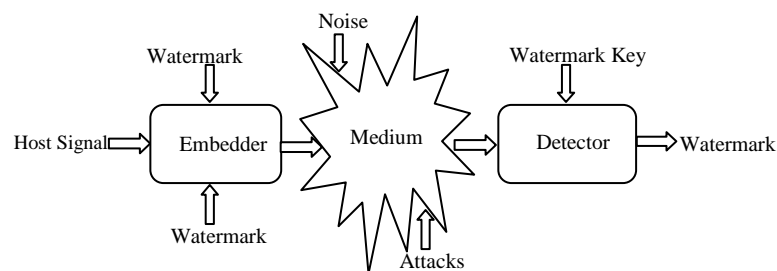 Noise
Watermark
Watermark Key
Host Signal
Embedder
Medium
Detector
Watermark
Watermark
Attacks